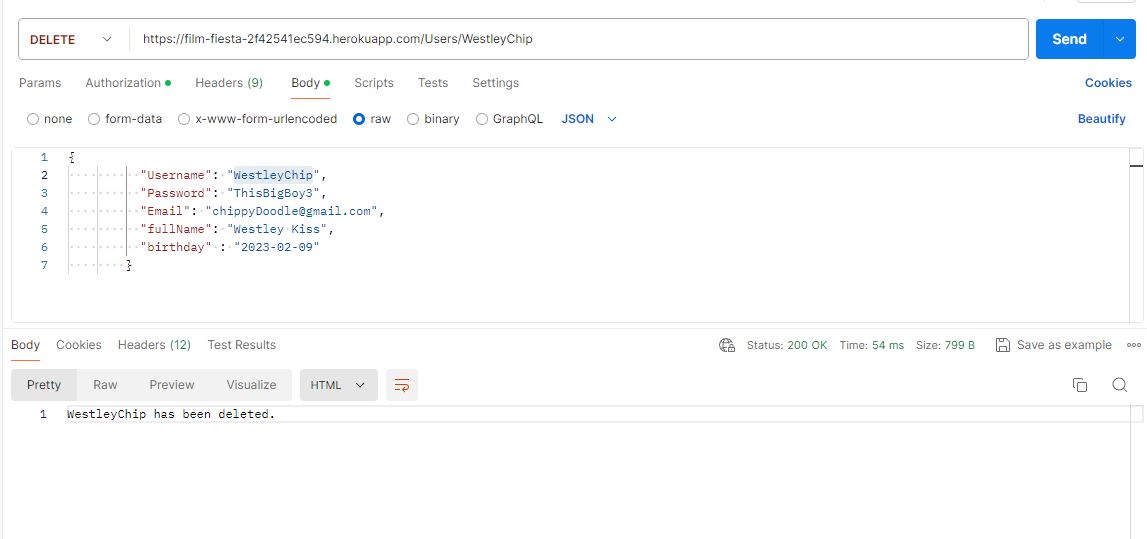 DELETE https://film-fiesta-2f42541ec594.herokuapp.com/Users/WestleyChip Send
Params Authorization Headers (9) Body Scripts Tests Settings Cookies
none form-data x-www-form-urlencoded raw binary GraphQL JSON Beautify
1 {
2 "Username": "WestleyChip",
3 "Password": "ThisBigBoy3",
4 "Email": "chippyDoodle@gmail.com",
5 "fullName": "Westley Kiss",
6 "birthday" : "2023-02-09"
7 }
Body Cookies Headers (12) Test Results Status: 200 OK Time: 54 ms Size: 799 B Save as example
Pretty Raw Preview Visualize HTML
1 WestleyChip has been deleted.